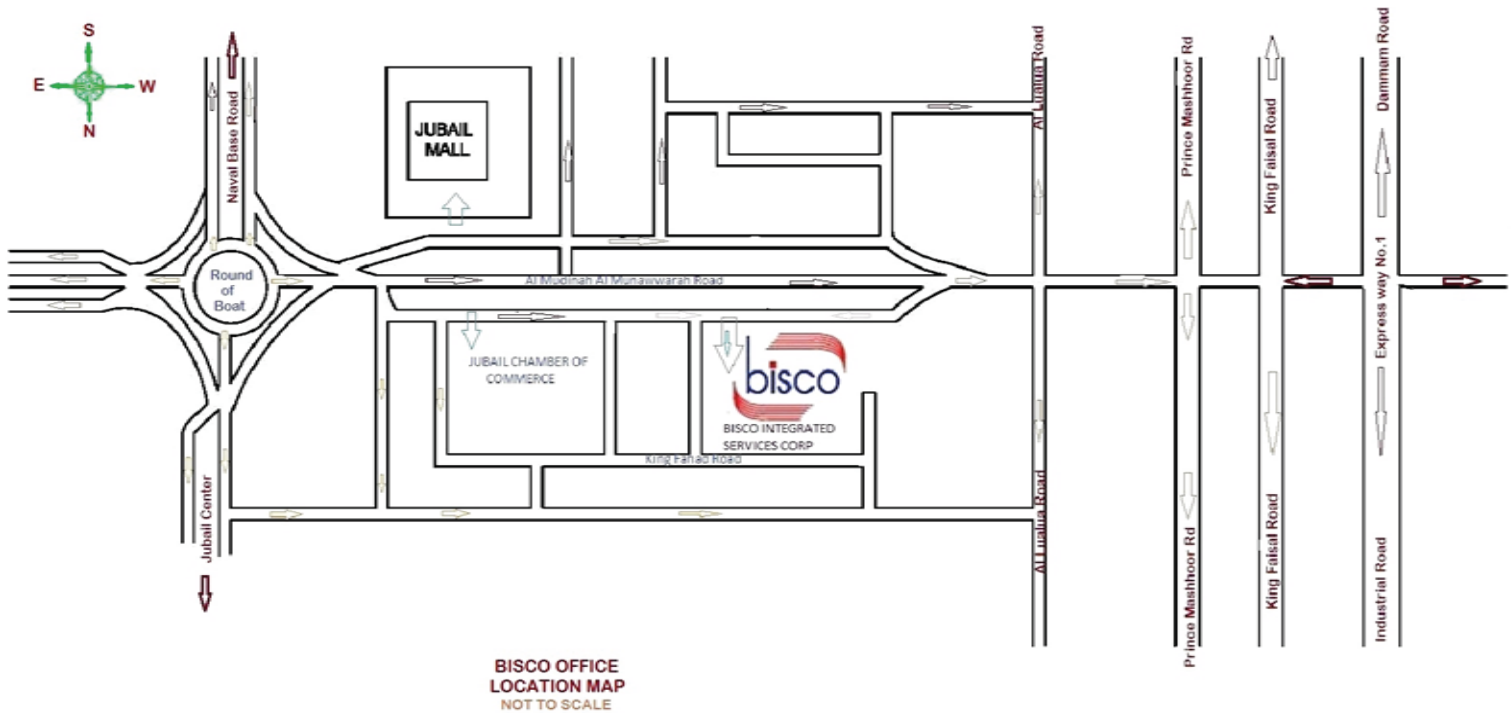 S
E
W
N
Naval Base Road
JUBAIL
MALL
Al Lualua Road
Prince Mashhoor Rd
King Faisal Road
Dammam Road
Round
of
Boat
Al Mudinah Al Munawwarah Road
Express way No.1
JUBAIL CHAMBER OF
COMMERCE
bisco
BISCO INTEGRATED
SERVICES CORP
King Fahad Road
Jubail Center
Al Lualua Road
Prince Mashhoor Rd
King Faisal Road
Industrial Road
BISCO OFFICE
LOCATION MAP
NOT TO SCALE